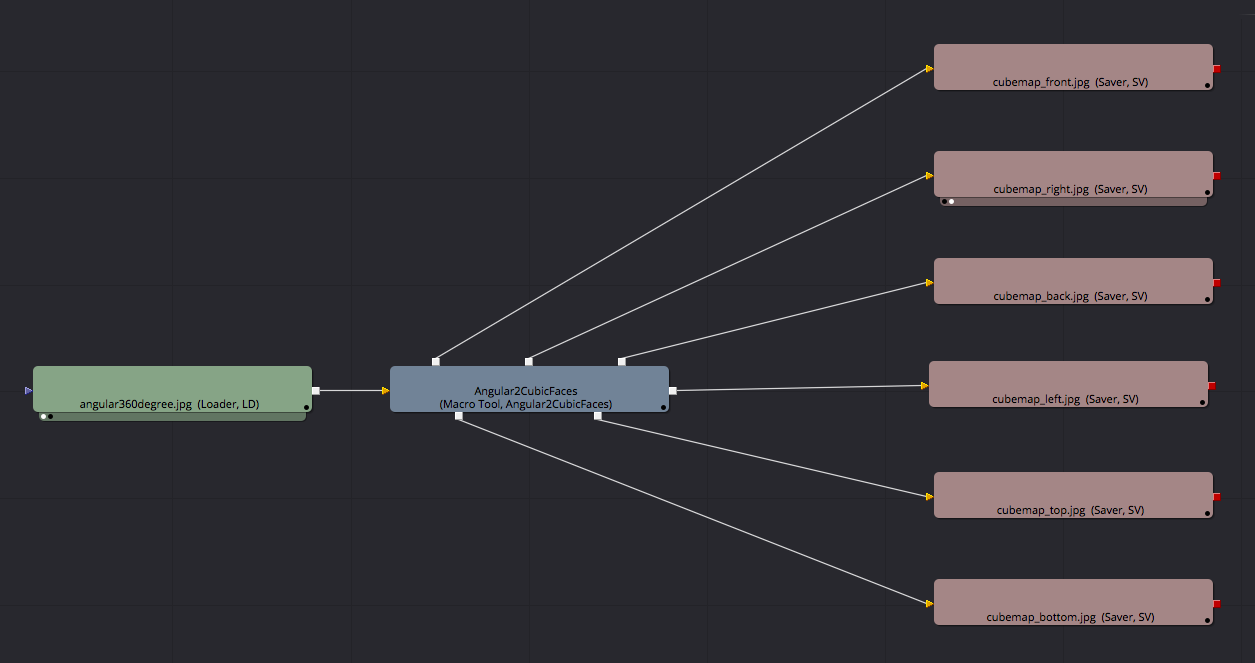 cubemap_front.jpg (Saver, SV)
cubemap_right.jpg (Saver, SV)
cubemap_back.jpg (Saver, SV)
angular360degree.jpg (Loader, LD)
Angular2CubicFaces
(Macro Tool, Angular2CubicFaces)
cubemap_left.jpg (Saver, SV)
cubemap_top.jpg (Saver, SV)
cubemap_bottom.jpg (Saver, SV)